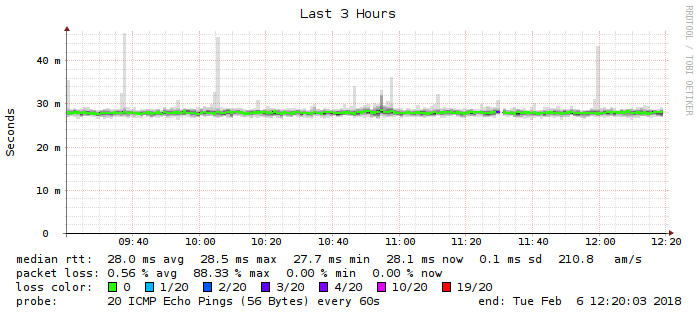 Last 3 Hours
RRDTOOL / TOBI OETIKER
Seconds
40 m
30 m
20 m
10 m
0
09:40 10:00 10:20 10:40 11:00 11:20 11:40 12:00 12:20
median rtt: 28.0 ms avg 28.5 ms max 27.7 ms min 28.1 ms now 0.1 ms sd 210.8 am/s
packet loss: 0.56 % avg 88.33 % max 0.00 % min 0.00 % now
loss color: 0 1/20 2/20 3/20 4/20 10/20 19/20
probe: 20 ICMP Echo Pings (56 Bytes) every 60s end: Tue Feb 6 12:20:03 2018